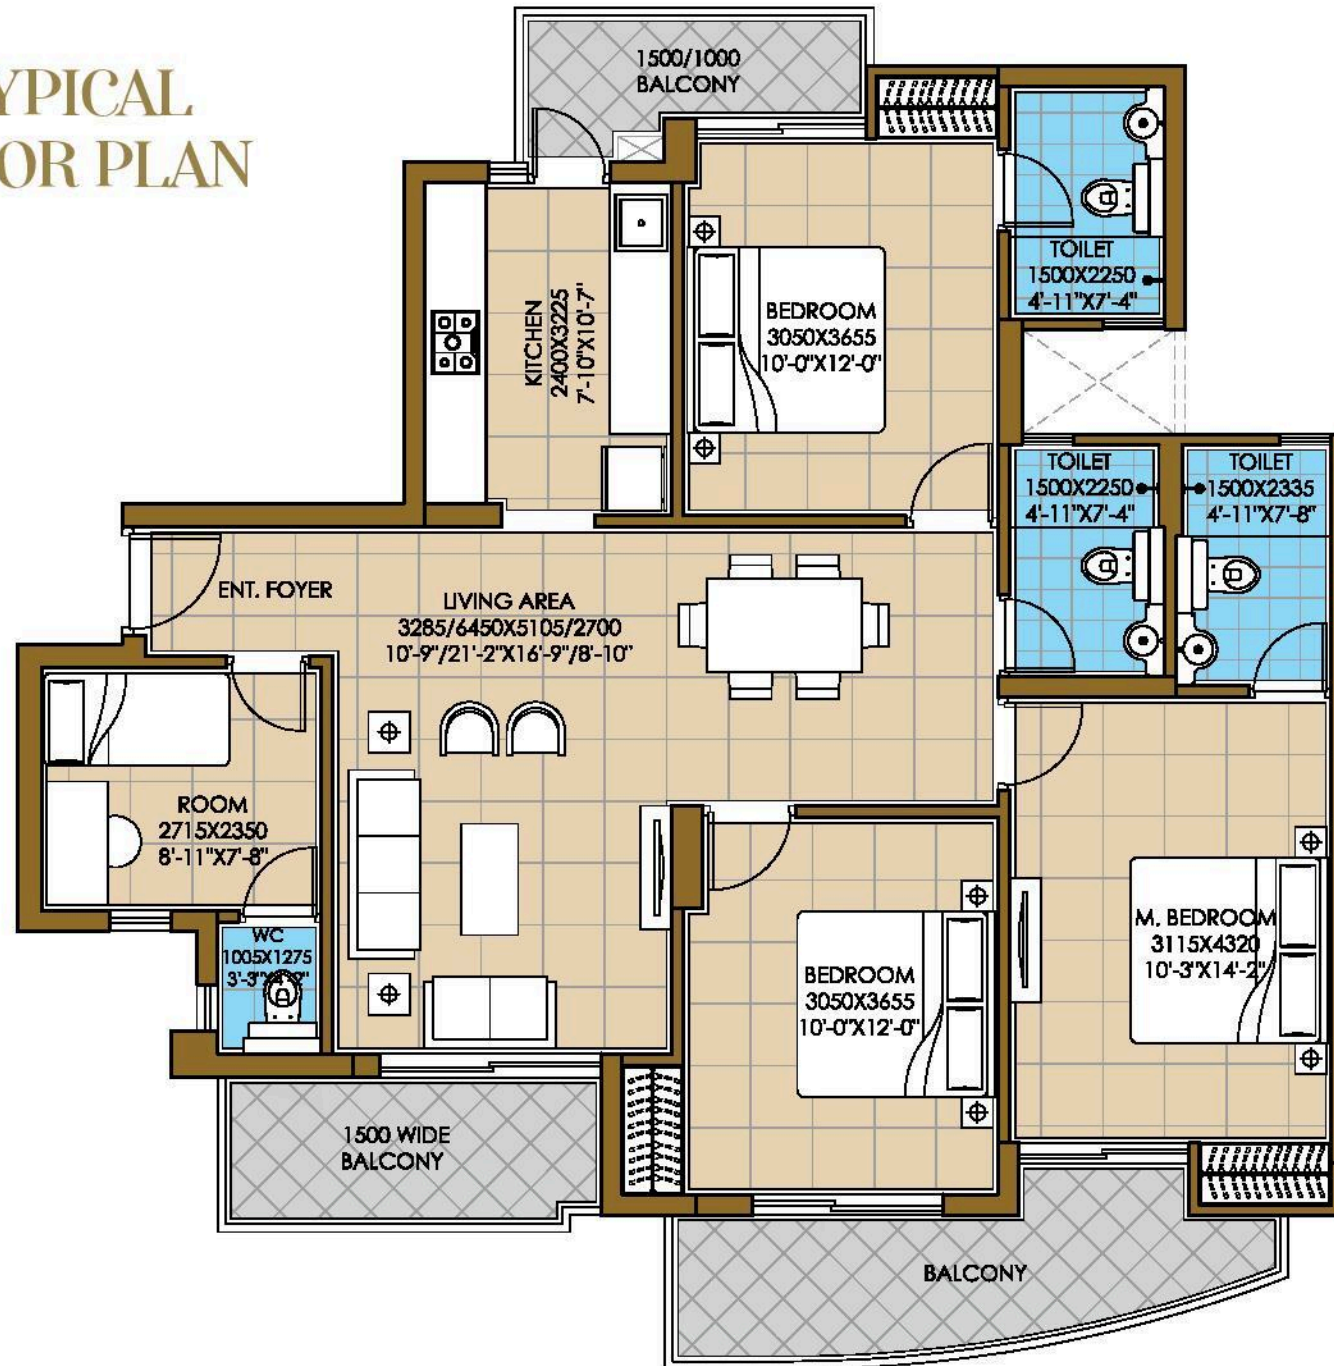 YPICAL
OR PLAN
1500/1000
BALCONY
TOILET
1500X2250
4'-11"X7'-4"
BEDROOM
3050X3655
10'-0"X12'-0"
KITCHEN
2400X3225
7'-10"X10'-7"
TOILET
1500X2250
4'-11"X7'-4"
TOILET
1500X2335
4'-11"X7'-8"
ENT. FOYER
LIVING AREA
3285/6450X5105/2700
10'-9"/21'-2"X16'-9"/8'-10"
ROOM
2715X2350
8'-11"X7'-8"
WC
1005X1275
M. BEDROOM
3115X4320
10'-3"X14'-2"
BEDROOM
3050X3655
10'-0"X12'-0"
1500 WIDE
BALCONY
BALCONY